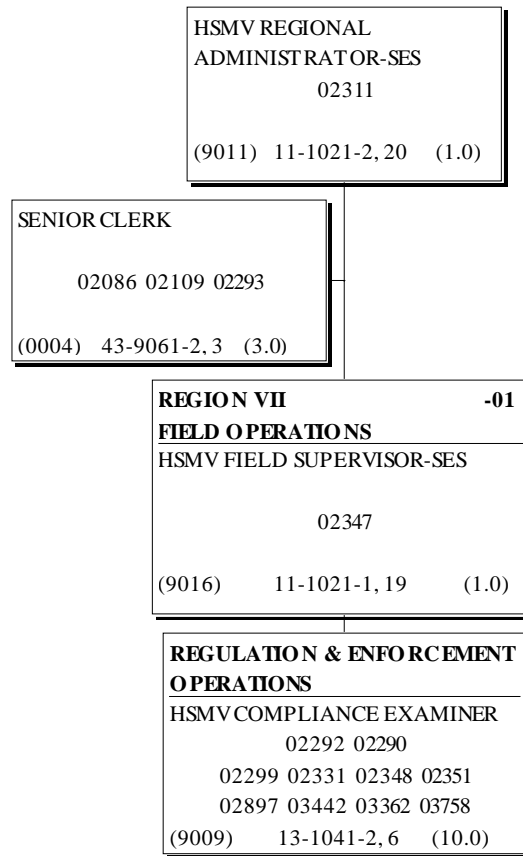 HSMV REGIONAL
ADMINISTRATOR-SES
02311
(9011) 11-1021-2, 20 (1.0)
SENIOR CLERK
02086 02109 02293
(0004) 43-9061-2, 3 (3.0)
REGION VII -01
FIELD OPERATIONS
HSMV FIELD SUPERVISOR-SES
02347
(9016) 11-1021-1, 19 (1.0)
REGULATION & ENFORCEMENT
OPERATIONS
HSMV COMPLIANCE EXAMINER
02292 02290
02299 02331 02348 02351
02897 03442 03362 03758
(9009) 13-1041-2, 6 (10.0)